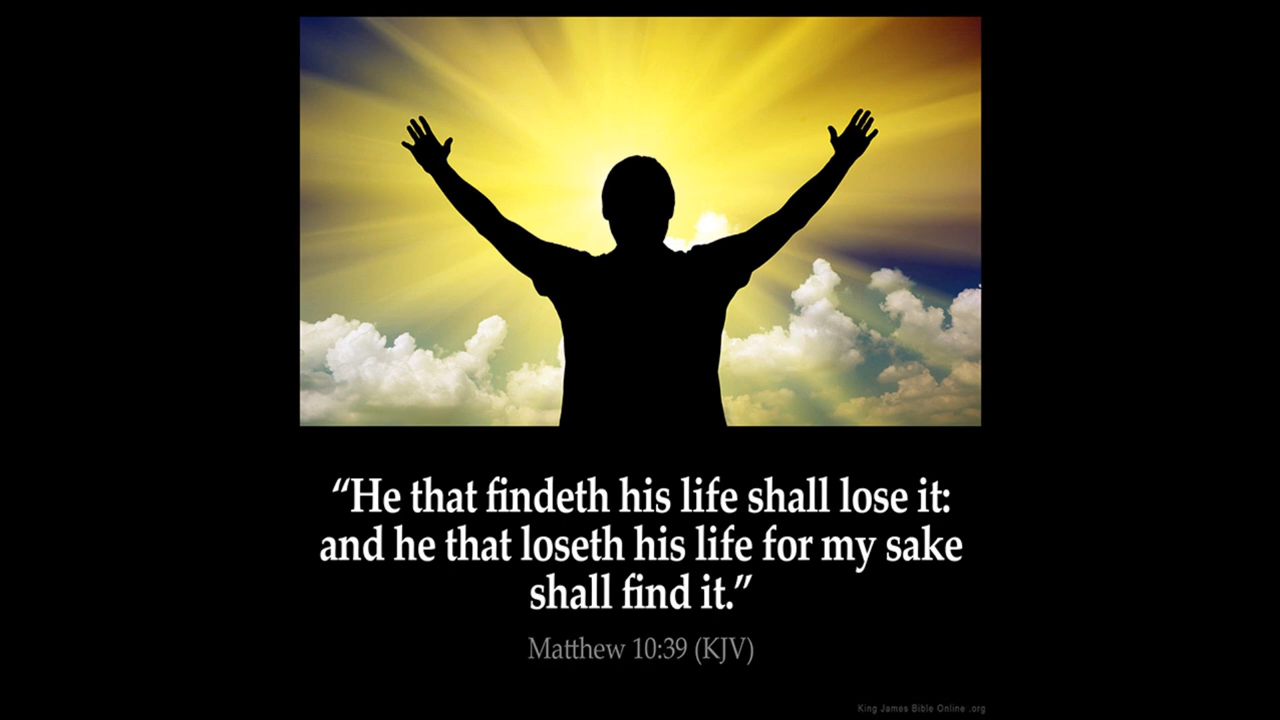 “He that findeth his life shall lose it:
and he that loseth his life for my sake
shall find it.”
Matthew 10:39 (KJV)
King James Bible Online .org